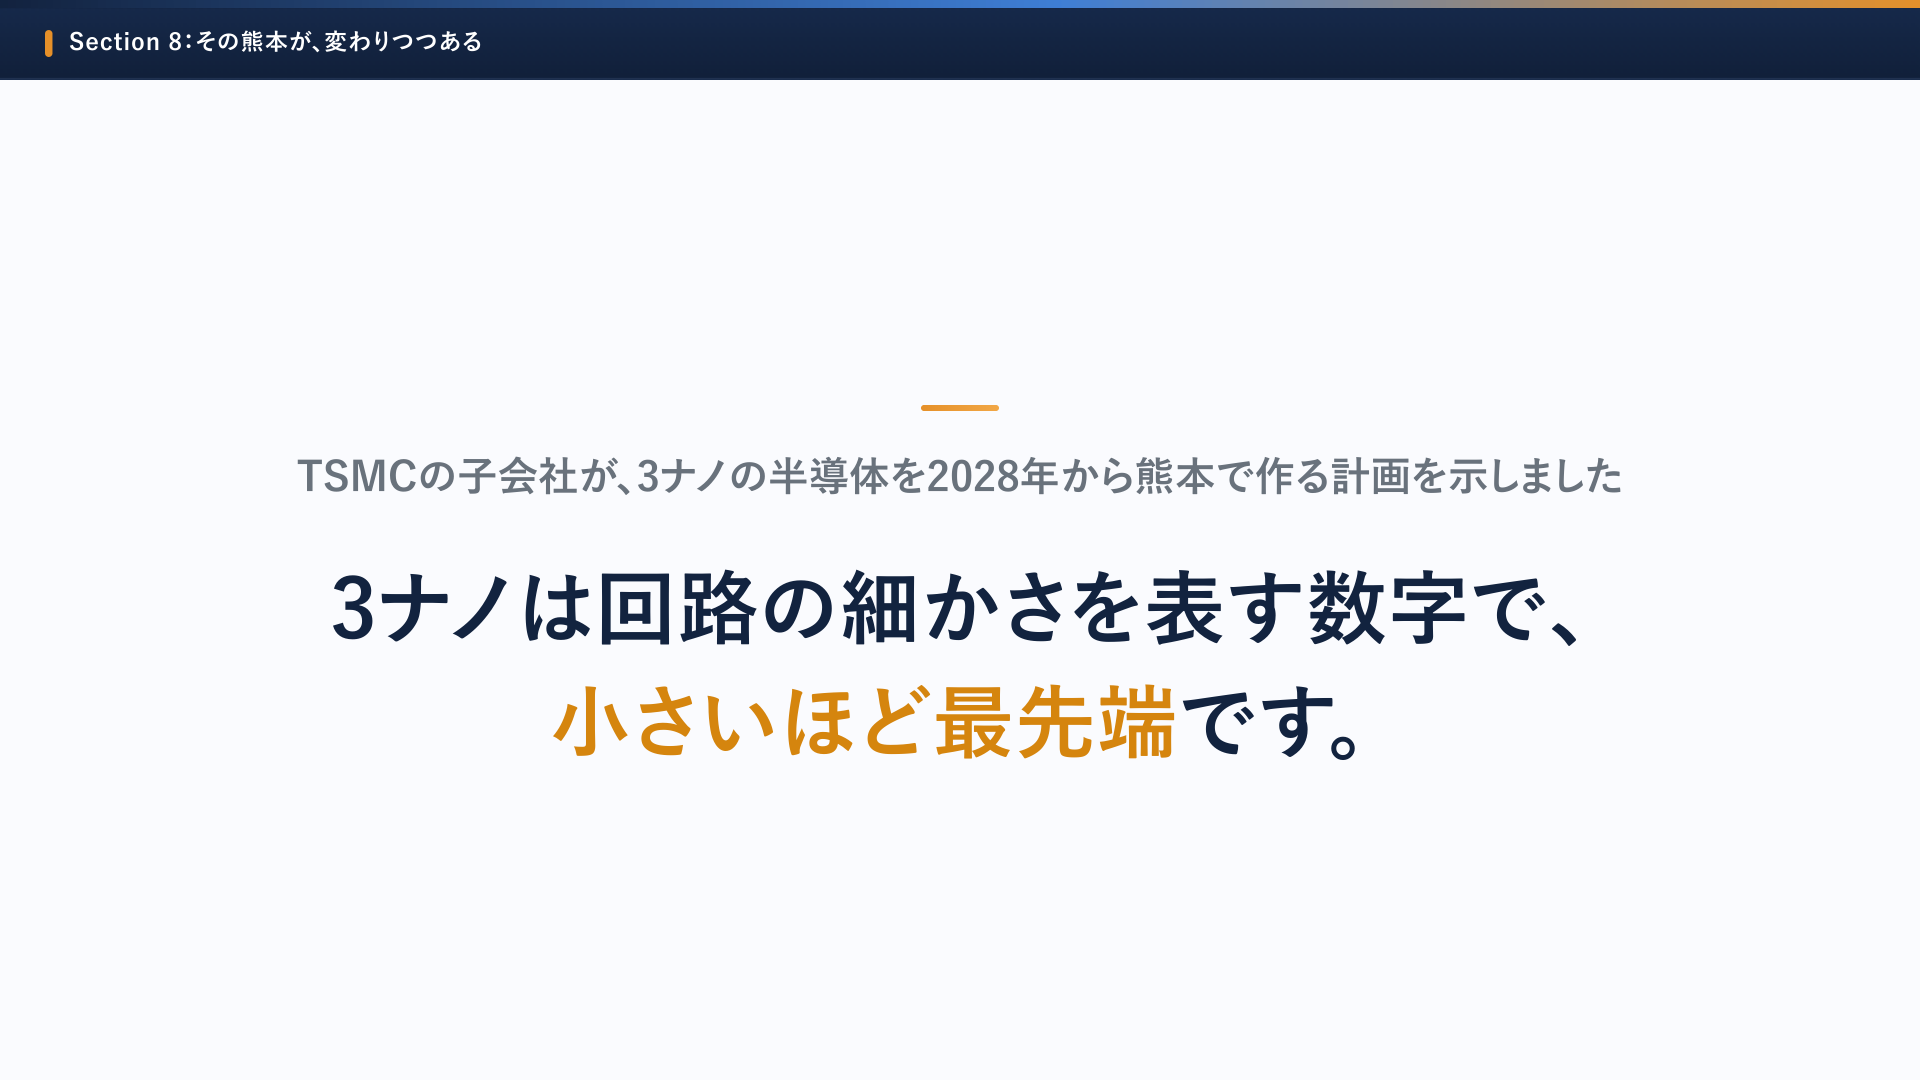 Section 8：その熊本が、変わりつつある
TSMCの子会社が、3ナノの半導体を2028年から熊本で作る計画を示しました
3ナノは回路の細かさを表す数字で、
小さいほど最先端です。